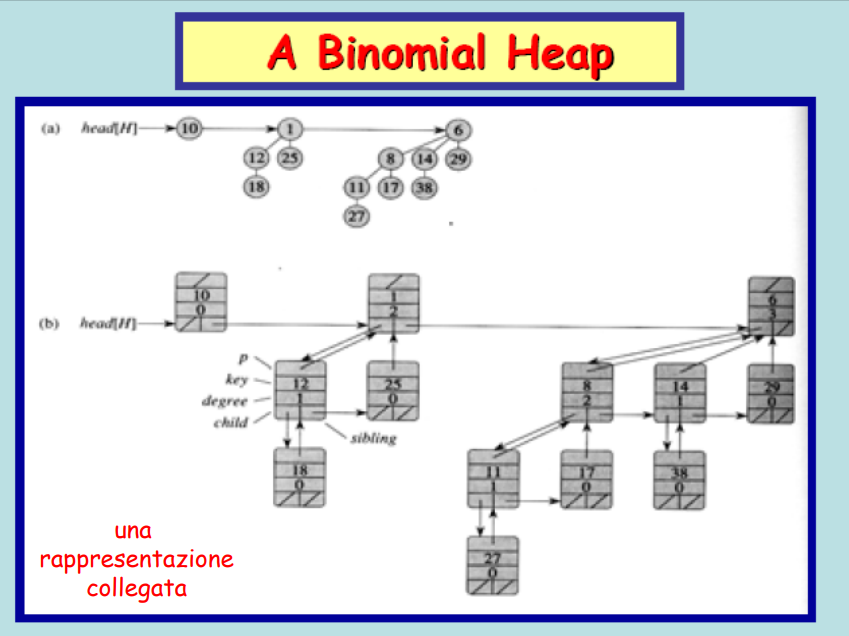 A Binomial Heap
(a) head[H] 10 1 6
12 25 8 14 29
18 11 17 38
27
10
0
1
2
6
3
(b) head[H]
p
key
degree
child
12
1
25
0
sibling
8
2
14
1
29
0
18
0
11
1
17
0
38
0
27
0
una
rappresentazione
collegata